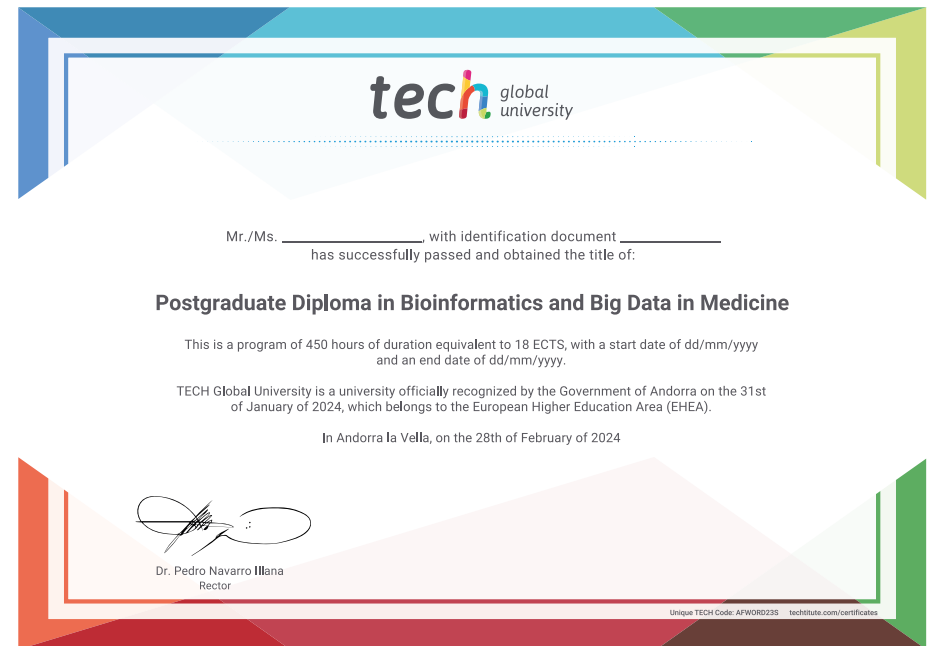 tech global university
Mr./Ms. ____________, with identification document ____________
has successfully passed and obtained the title of:
Postgraduate Diploma in Bioinformatics and Big Data in Medicine
This is a program of 450 hours of duration equivalent to 18 ECTS, with a start date of dd/mm/yyyy
and an end date of dd/mm/yyyy.
TECH Global University is a university officially recognized by the Government of Andorra on the 31st
of January of 2024, which belongs to the European Higher Education Area (EHEA).
In Andorra la Vella, on the 28th of February of 2024
Dr. Pedro Navarro Illana
Rector
Unique TECH Code: AFWORD23S techtitute.com/certificates